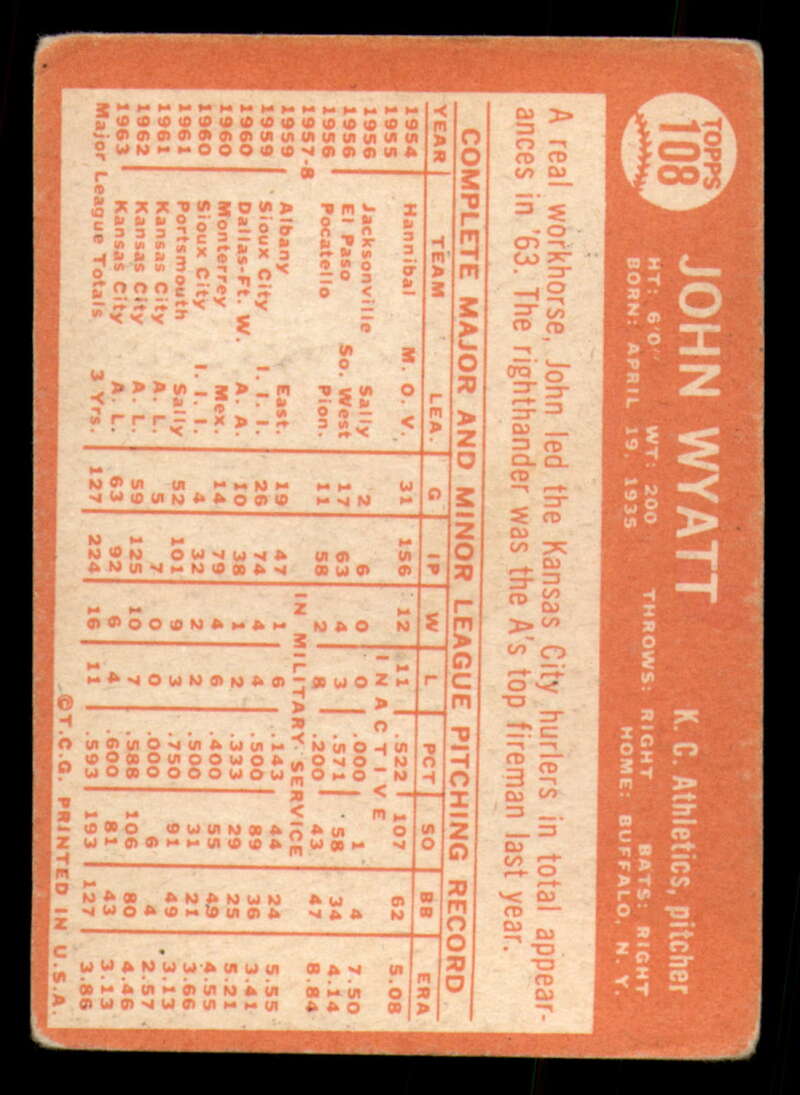 TOPPS
108
JOHN WYATT
K. C. Athletics, pitcher
HT: 6'0" WT: 200 THROWS: RIGHT BATS: RIGHT
BORN: APRIL 19, 1935 HOME: BUFFALO, N. Y.
A real workhorse, John led the Kansas City hurlers in total appear-
ances in '63. The righthander was the A's top fireman last year.
COMPLETE MAJOR AND MINOR LEAGUE PITCHING RECORD
YEAR TEAM LEA. G IP W L PCT SO BB ERA
1954 Hannibal M. O. V. 31 156 12 11 .522 107 62 5.08
1955 INACTIVE
1956 Jacksonville Sally 2 6 0 0 .000 1 4 7.50
1956 El Paso So. West 17 63 4 3 .571 58 34 4.14
1956 Pocatello Pion. 11 58 2 8 .200 43 47 8.84
1957-8 IN MILITARY SERVICE
1959 Albany East. 19 47 1 6 .143 44 24 5.55
1959 Sioux City I. I. I. 26 74 4 4 .500 89 36 3.41
1960 Dallas-Ft. W. A. A. 10 38 1 2 .333 29 25 5.21
1960 Monterrey Mex. 14 79 4 6 .400 55 49 4.55
1960 Sioux City I. I. I. 4 32 2 2 .500 31 21 3.66
1961 Portsmouth Sally 52 101 9 3 .750 91 49 3.13
1961 Kansas City A. L. 5 7 0 0 .000 6 4 2.57
1962 Kansas City A. L. 59 125 10 7 .588 106 80 4.46
1963 Kansas City A. L. 63 92 6 4 .600 81 43 3.13
Major League Totals 3 Yrs. 127 224 16 11 .593 193 127 3.86
©T.C.G. PRINTED IN U.S.A.